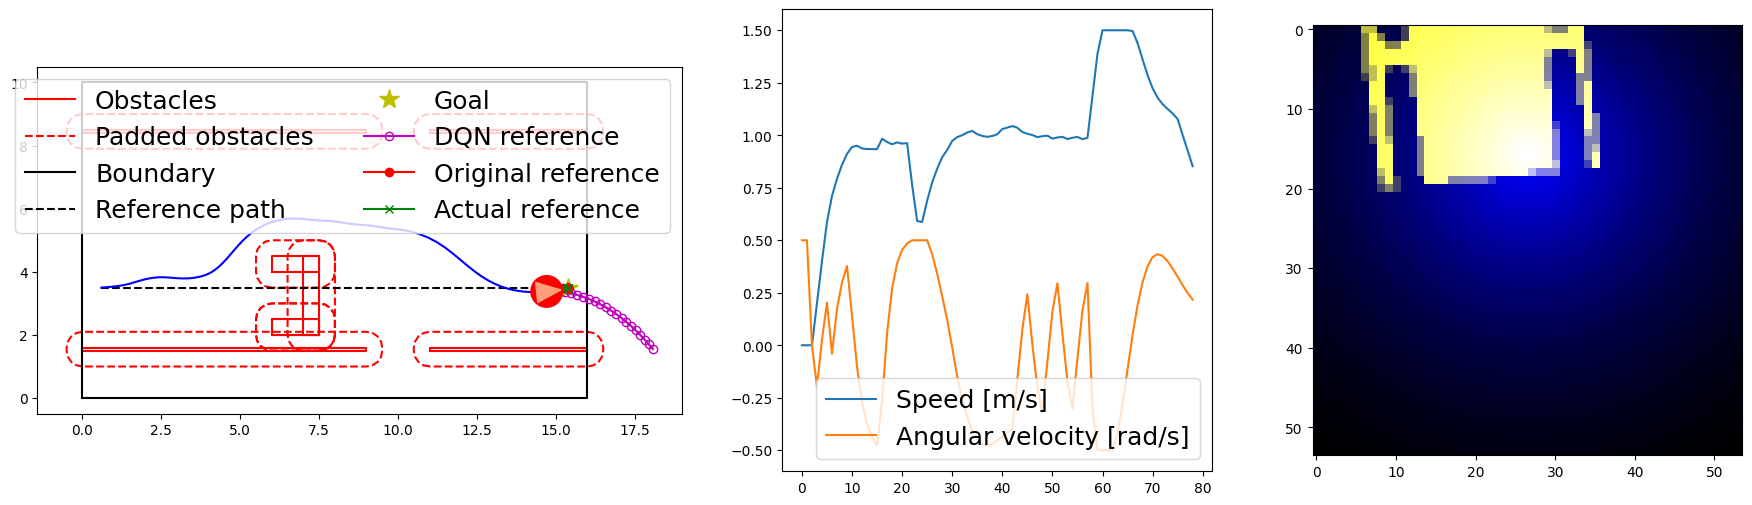 10
8
6
4
2
0
Obstacles
Padded obstacles
Boundary
Reference path
Goal
DQN reference
Original reference
Actual reference
0.0 2.5 5.0 7.5 10.0 12.5 15.0 17.5
1.50
1.25
1.00
0.75
0.50
0.25
0.00
−0.25
−0.50
Speed [m/s]
Angular velocity [rad/s]
0 10 20 30 40 50 60 70 80
0
10
20
30
40
50
0 10 20 30 40 50